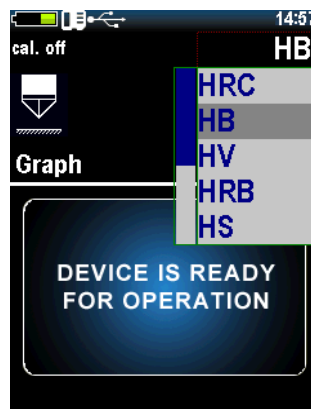 14:57
cal. off
HB
HRC
HB
HV
HRB
HS
Graph
DEVICE IS READY
FOR OPERATION